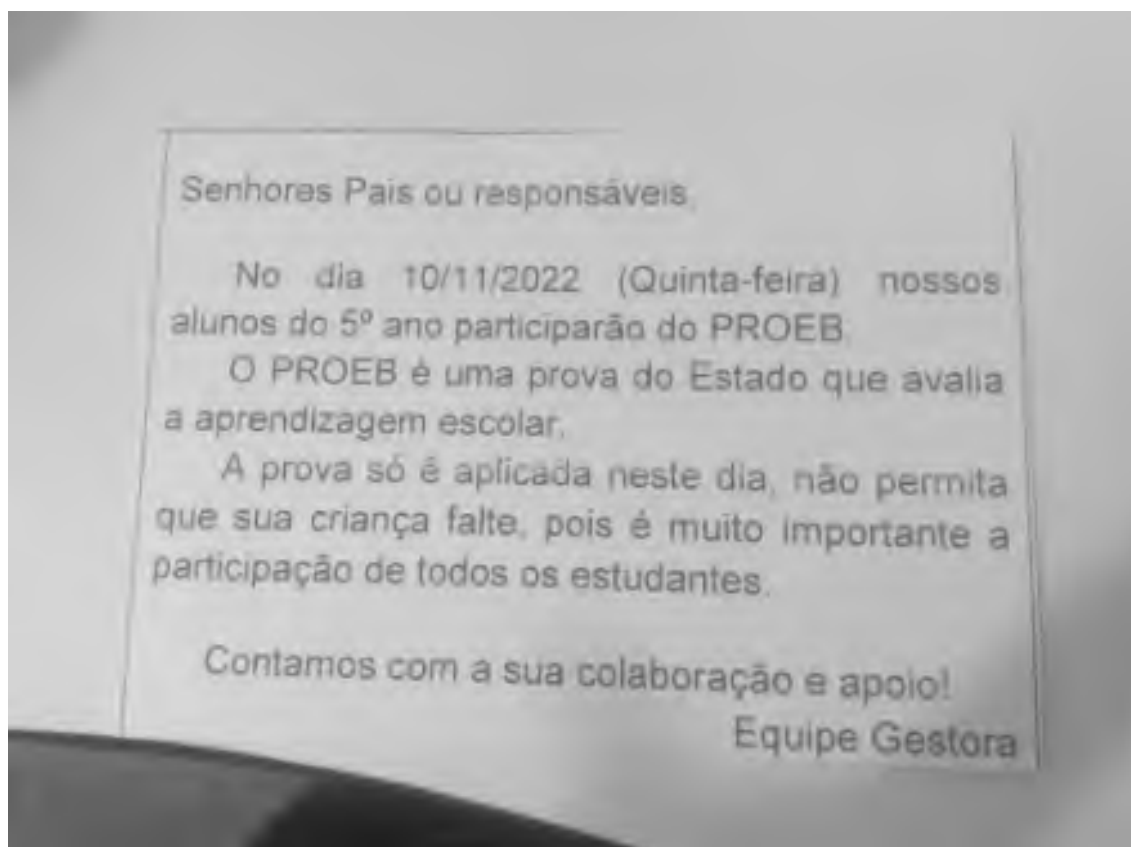 Senhores Pais ou responsáveis,
No dia 10/11/2022 (Quinta-feira) nossos
alunos do 5º ano participarão do PROEB.
O PROEB é uma prova do Estado que avalia
a aprendizagem escolar.
A prova só é aplicada neste dia, não permita
que sua criança falte, pois é muito importante a
participação de todos os estudantes.
Contamos com a sua colaboração e apoio!
Equipe Gestora